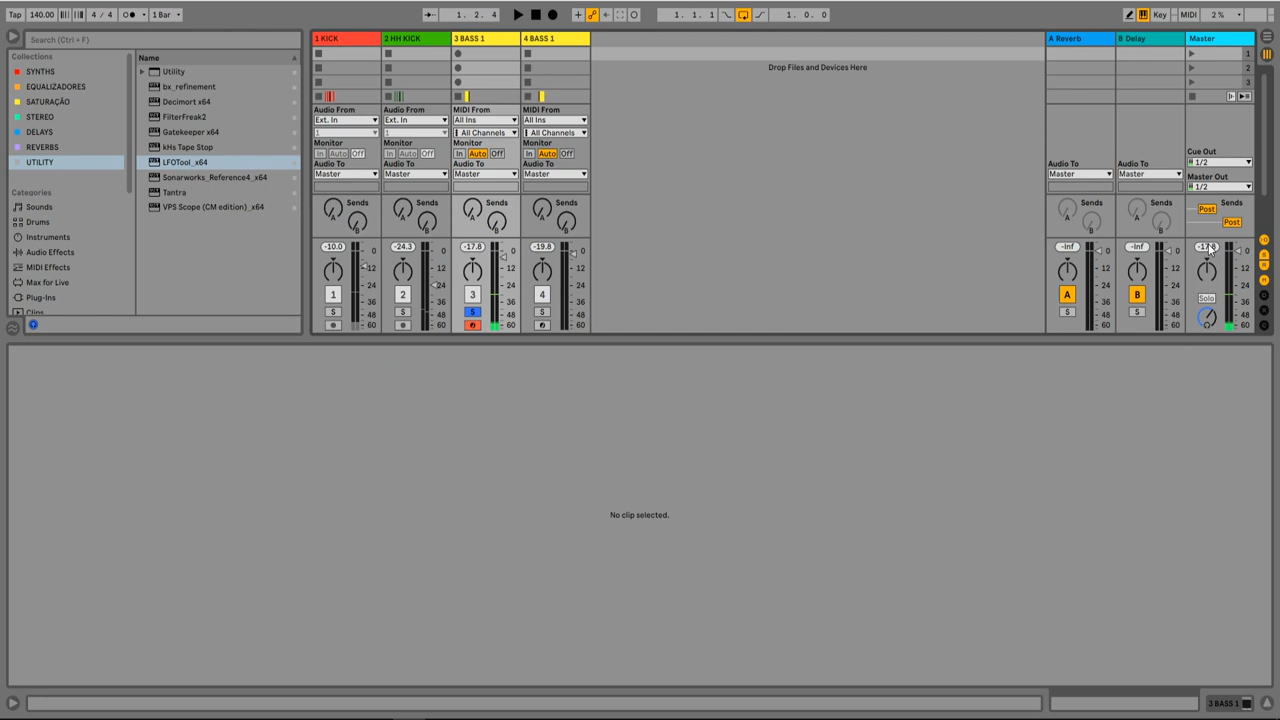 Tap 140.00 4 / 4 1 Bar 1. 2. 4 1. 1. 1 1. 0. 0 Key MIDI 2 %
Search (Ctrl + F)
Collections
SYNTHS
EQUALIZADORES
SATURAÇÃO
STEREO
DELAYS
REVERBS
UTILITY
Categories
Sounds
Drums
Instruments
Audio Effects
MIDI Effects
Max for Live
Plug-Ins
Clips
Name
Utility
bx_refinement
Decimort x64
FilterFreak2
Gatekeeper x64
kHs Tape Stop
LFOTool_x64
Sonarworks_Reference4_x64
Tantra
VPS Scope (CM edition)_x64
1 KICK 2 HH KICK 3 BASS 1 4 BASS 1 A Reverb B Delay Master
1
Drop Files and Devices Here 2
3
Audio From Audio From MIDI From MIDI From
Ext. In Ext. In All Ins All Ins
1 1 All Channels All Channels
Monitor Monitor Monitor Monitor Cue Out
In Auto Off In Auto Off In Auto Off In Auto Off 1/2
Audio To Audio To Audio To Audio To Audio To Audio To
Master Master Master Master Master Master Master Out
1/2
Sends Sends Sends Sends Sends Sends Sends
A A A A A A Post
B B B B B B Post
-10.0 -24.3 -17.8 -19.8 -Inf -Inf
0 0 0 0 0 0 0
12 12 12 12 12 12 12
24 24 24 24 24 24 24
1 2 3 4 A B Solo
36 36 36 36 36 36 36
S S S S S S
48 48 48 48 48 48 48
60 60 60 60 60 60 60
No clip selected.
3 BASS 1